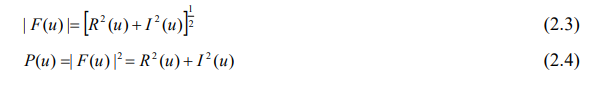 | F(u) |= [R²(u) + I²(u)]^{1/2} (2.3)
P(u) =| F(u) |² = R²(u) + I²(u) (2.4)